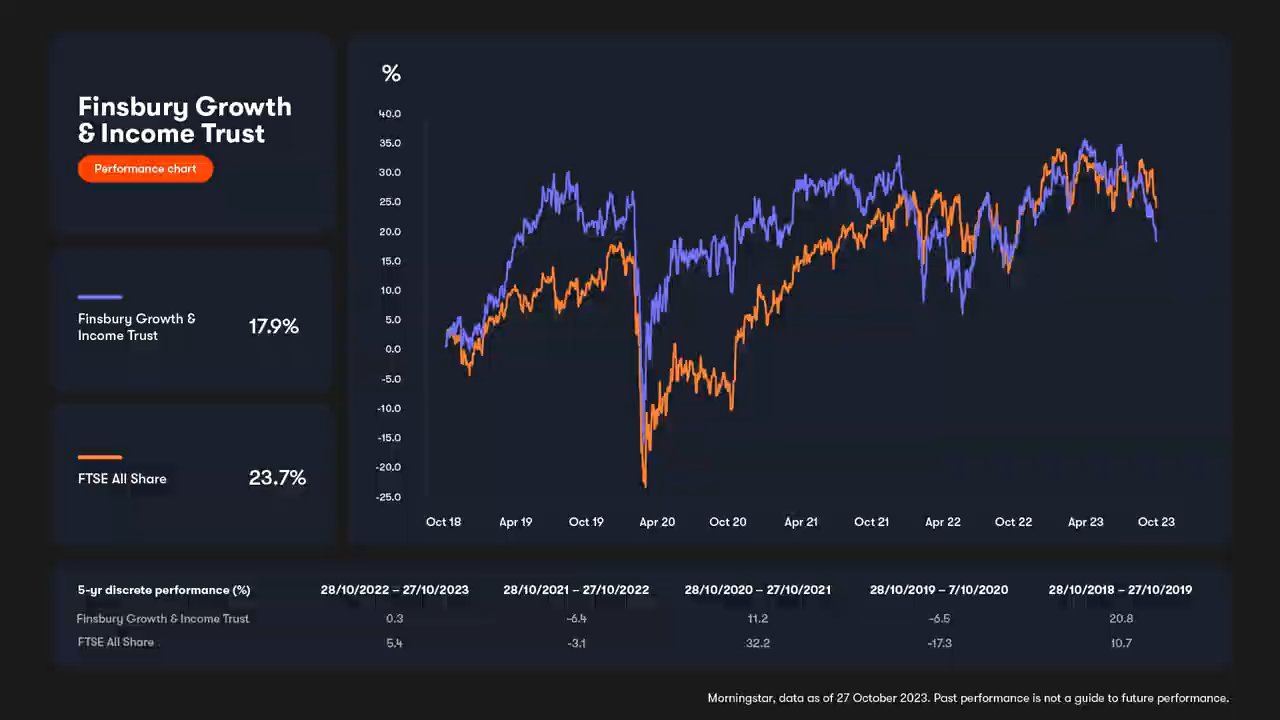 Finsbury Growth
& Income Trust
Performance chart
Finsbury Growth &
Income Trust
17.9%
FTSE All Share
23.7%
%
40.0
35.0
30.0
25.0
20.0
15.0
10.0
5.0
0.0
-5.0
-10.0
-15.0
-20.0
-25.0
Oct 18 Apr 19 Oct 19 Apr 20 Oct 20 Apr 21 Oct 21 Apr 22 Oct 22 Apr 23 Oct 23
5-yr discrete performance (%) 28/10/2022 – 27/10/2023 28/10/2021 – 27/10/2022 28/10/2020 – 27/10/2021 28/10/2019 – 7/10/2020 28/10/2018 – 27/10/2019
Finsbury Growth & Income Trust 0.3 -6.4 11.2 -6.5 20.8
FTSE All Share 5.4 -3.1 32.2 -17.3 10.7
Morningstar, data as of 27 October 2023. Past performance is not a guide to future performance.